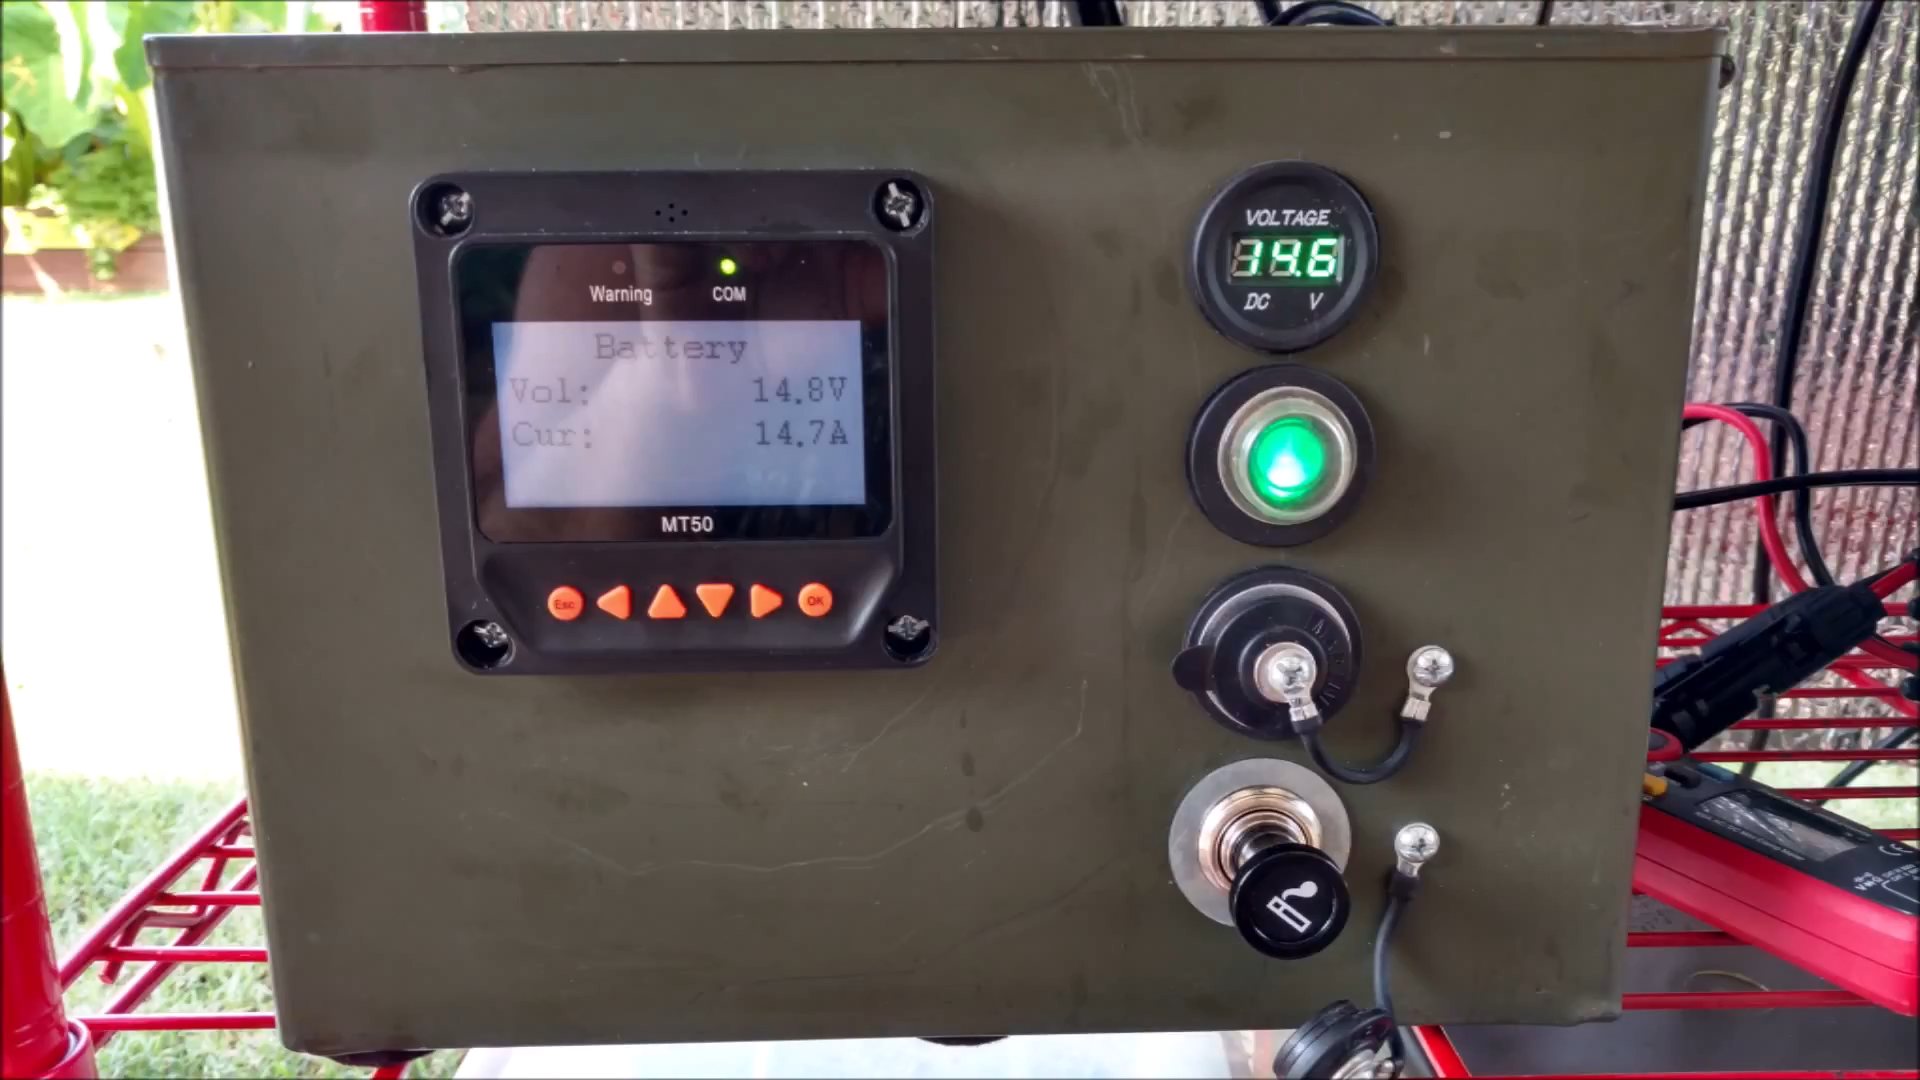 Warning COM
Battery
Vol: 14.8V
Cur: 14.7A
MT50
Esc OK
VOLTAGE
14.6
DC V